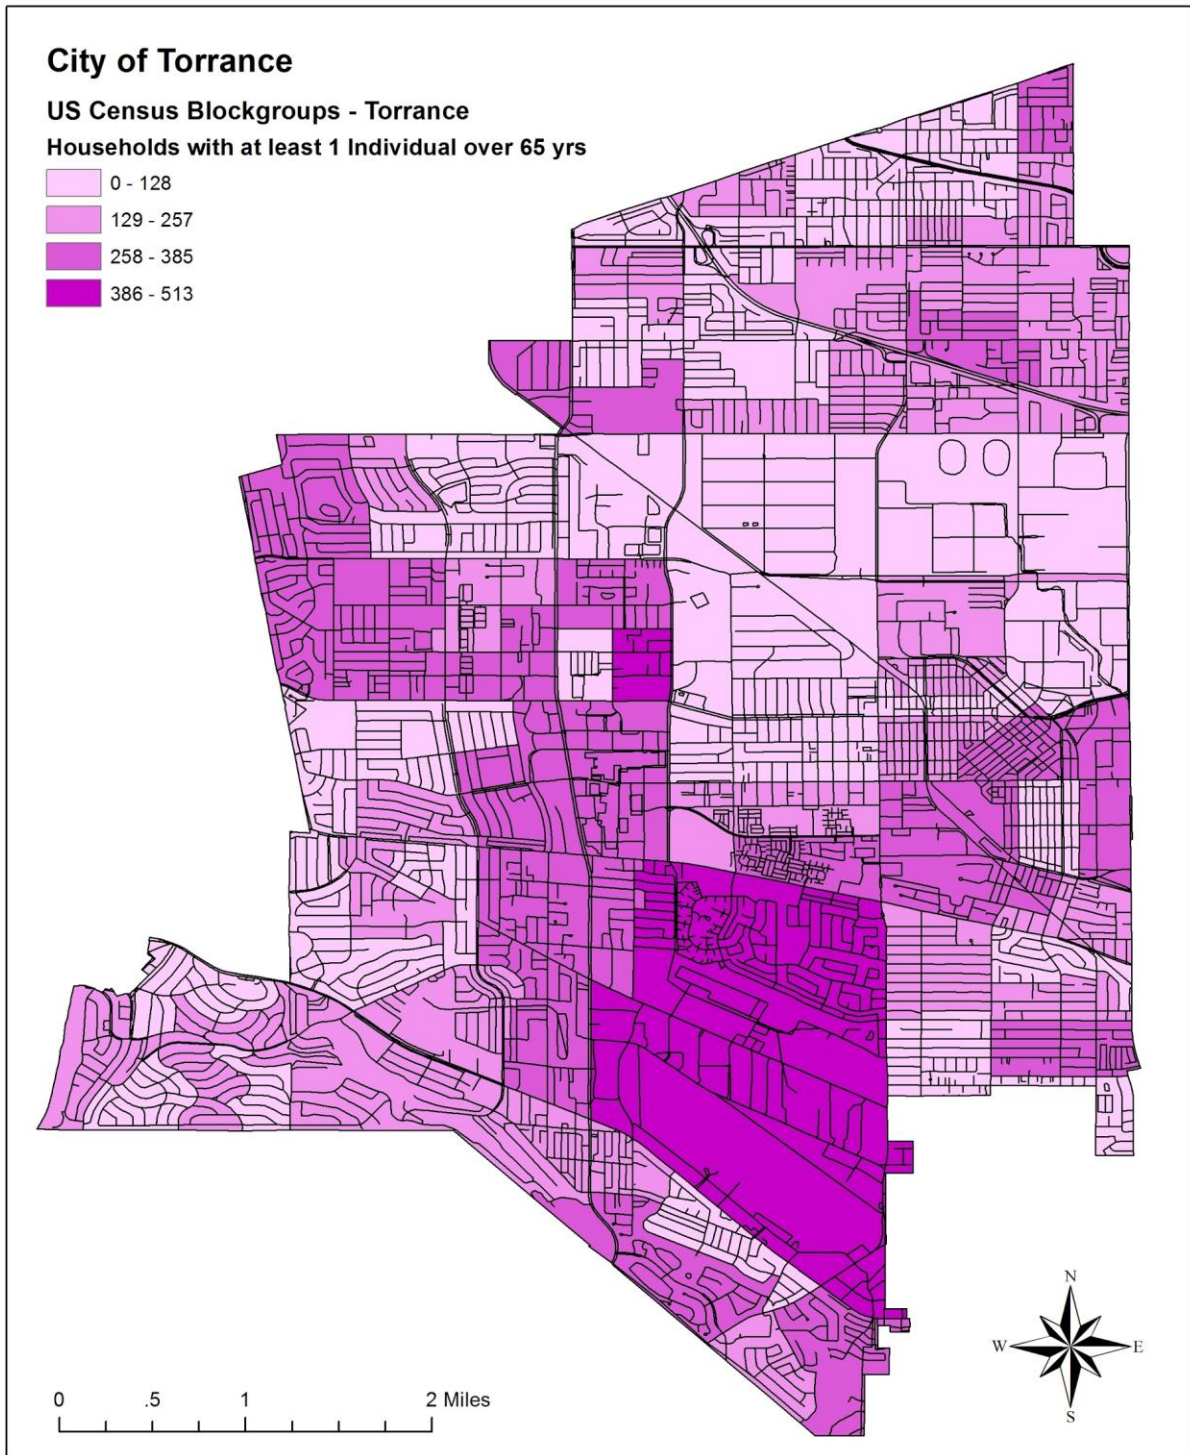 City of Torrance
US Census Blockgroups - Torrance
Households with at least 1 Individual over 65 yrs
0 - 128
129 - 257
258 - 385
386 - 513
N
W
E
S
0 .5 1 2 Miles